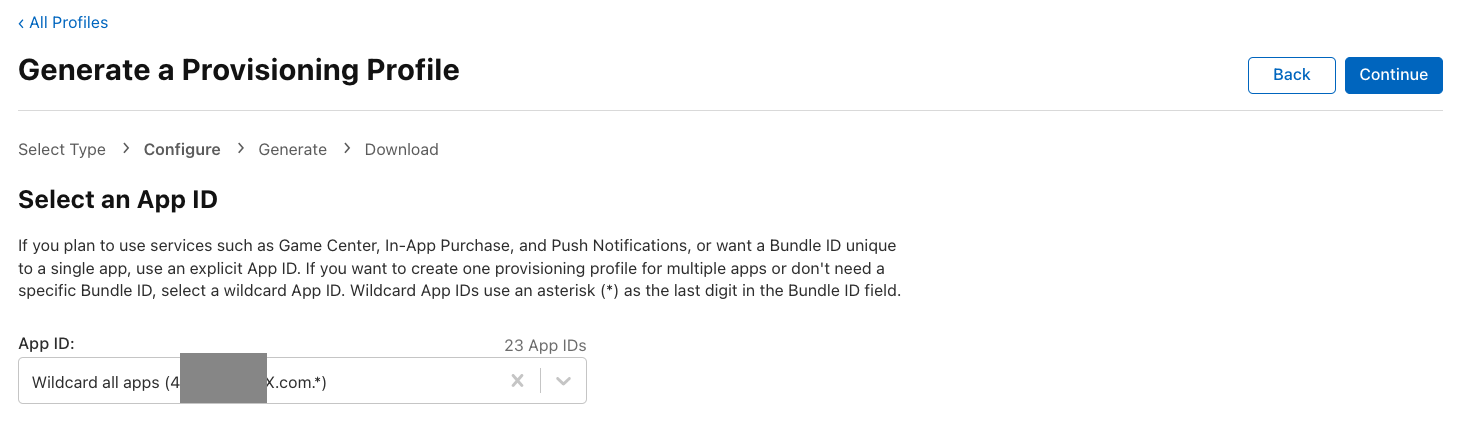 ‹ All Profiles
Generate a Provisioning Profile
Back
Continue
Select Type > Configure > Generate > Download
Select an App ID
If you plan to use services such as Game Center, In-App Purchase, and Push Notifications, or want a Bundle ID unique
to a single app, use an explicit App ID. If you want to create one provisioning profile for multiple apps or don't need a
specific Bundle ID, select a wildcard App ID. Wildcard App IDs use an asterisk (*) as the last digit in the Bundle ID field.
App ID:
23 App IDs
Wildcard all apps (4 X.com.*)